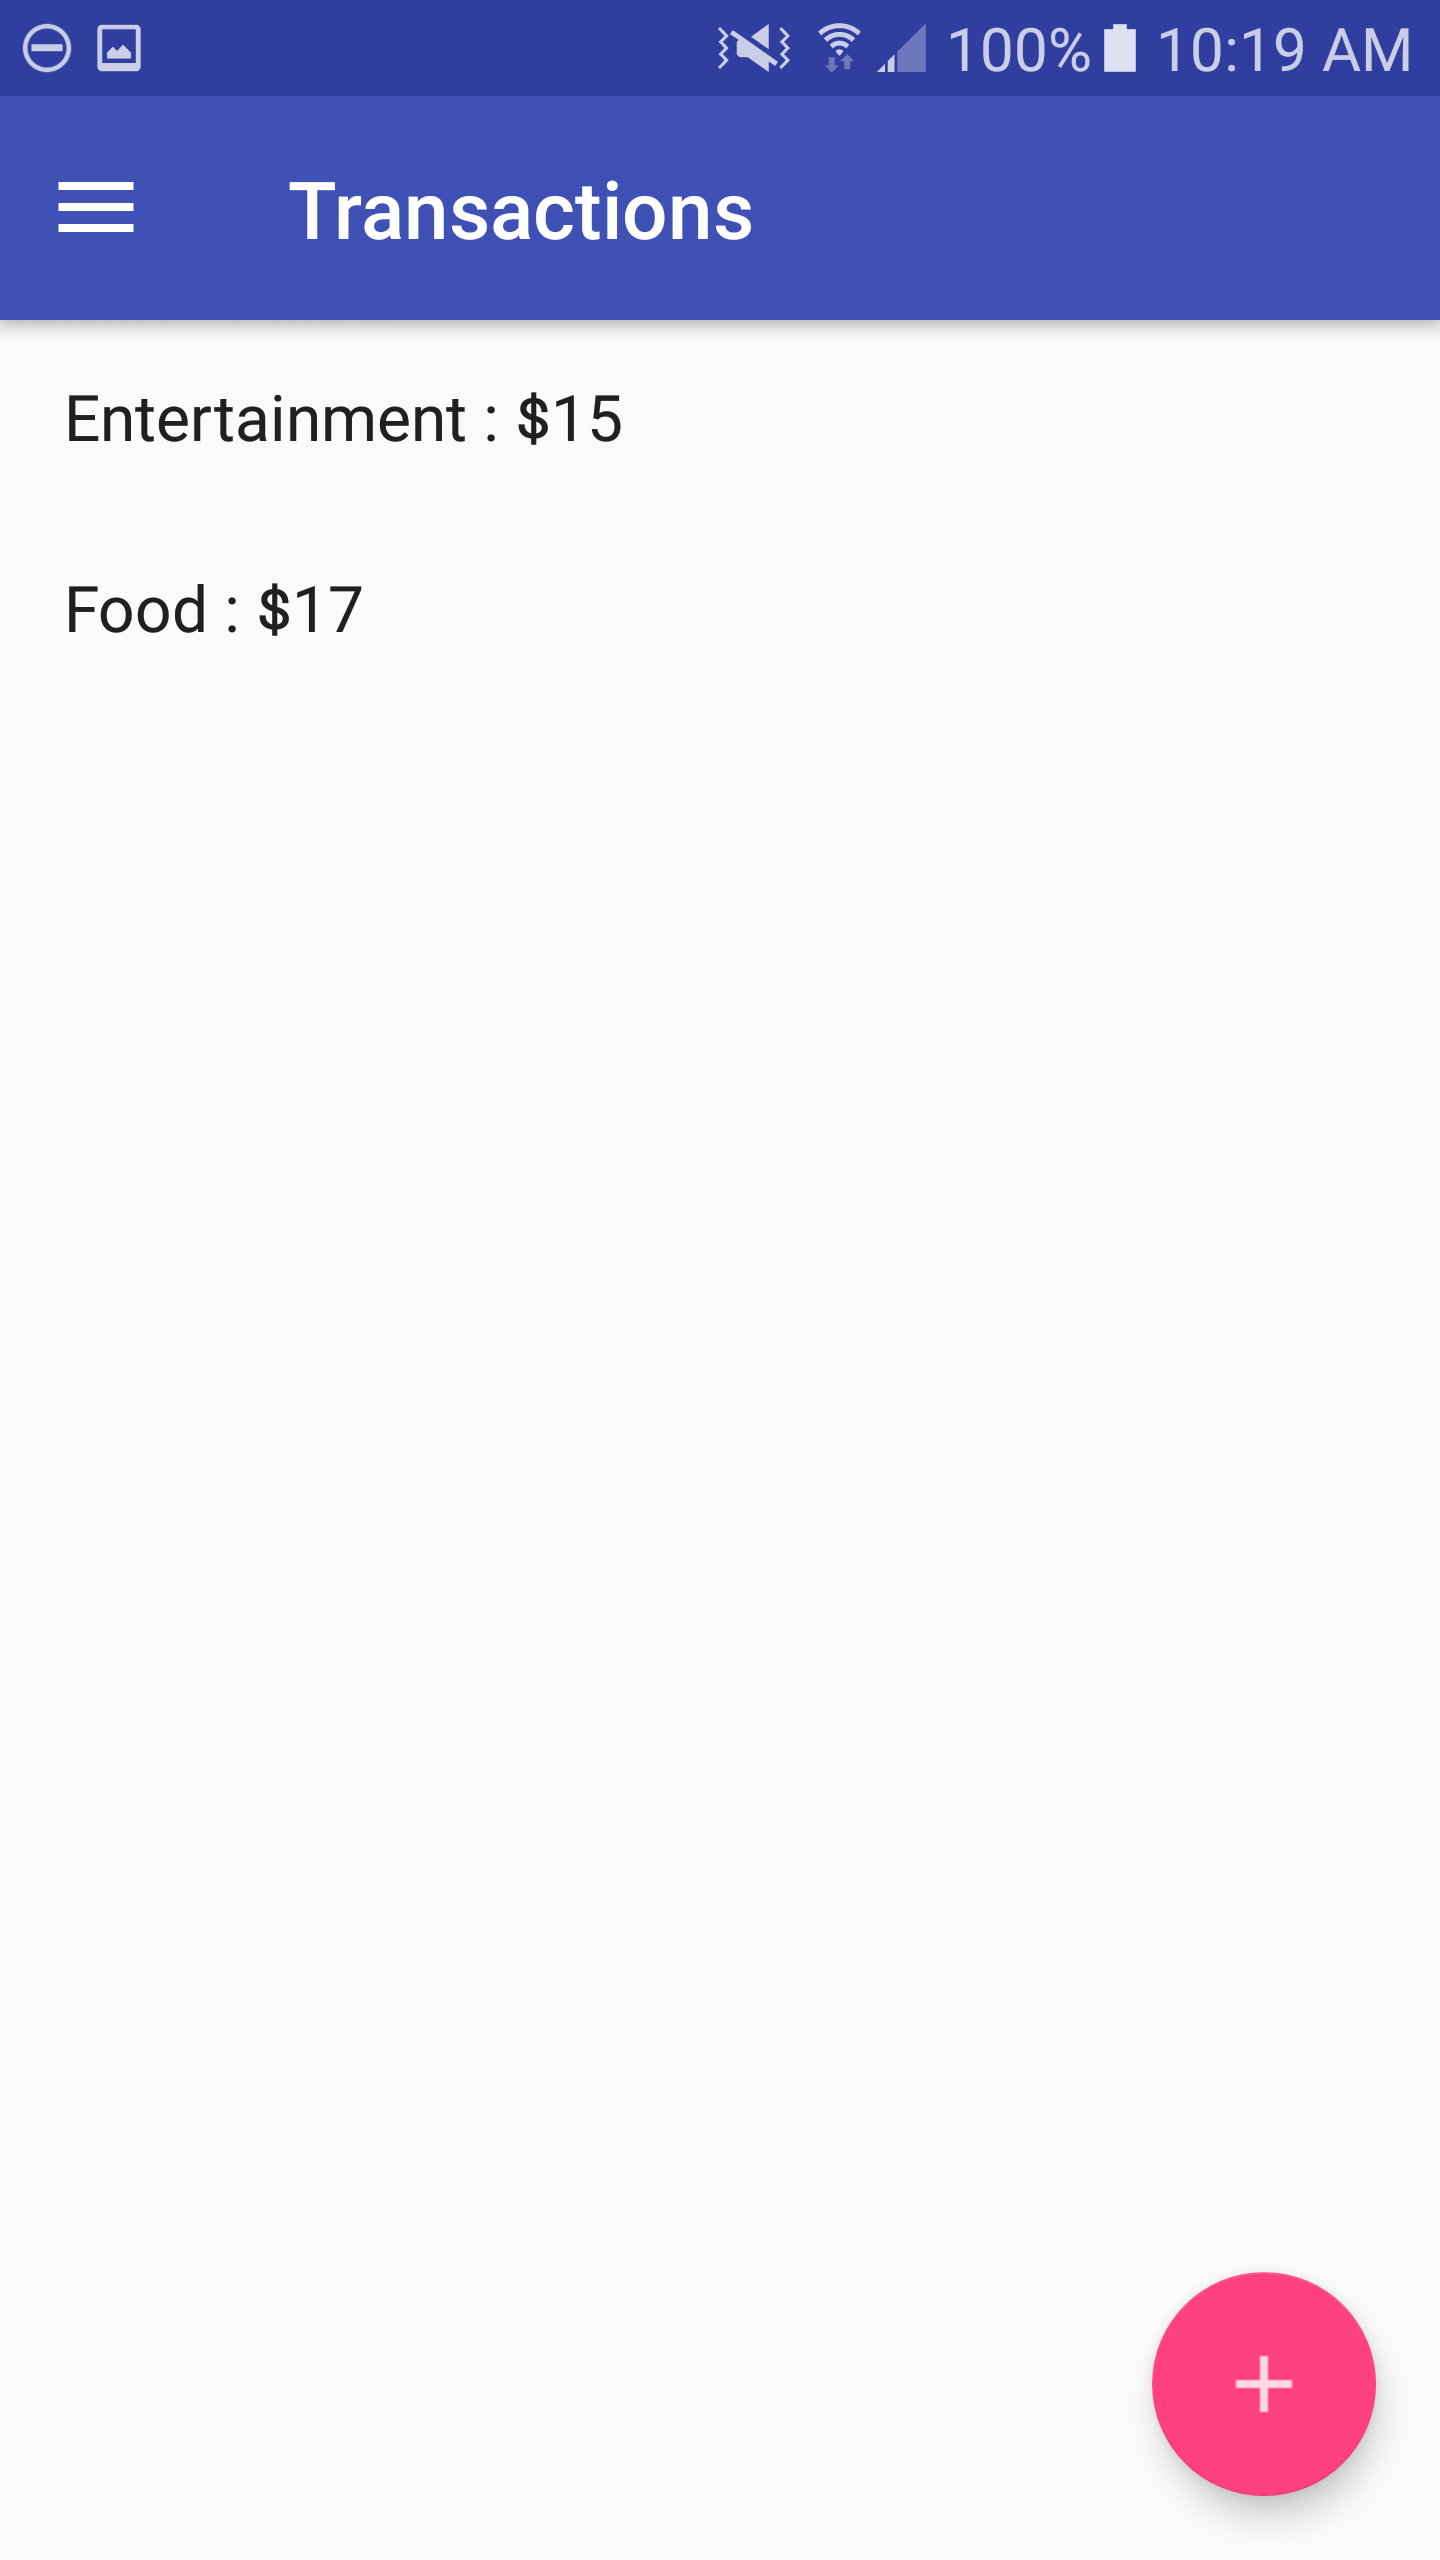 100% 10:19 AM
Transactions
Entertainment : $15
Food : $17